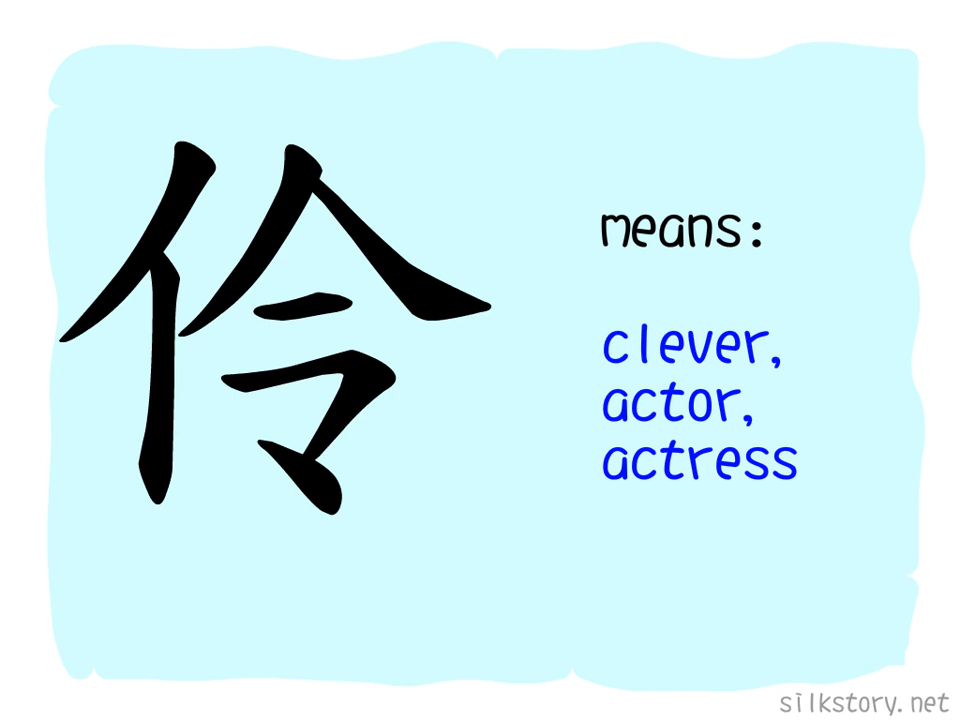 伶
means:
clever,
actor,
actress
silkstory.net